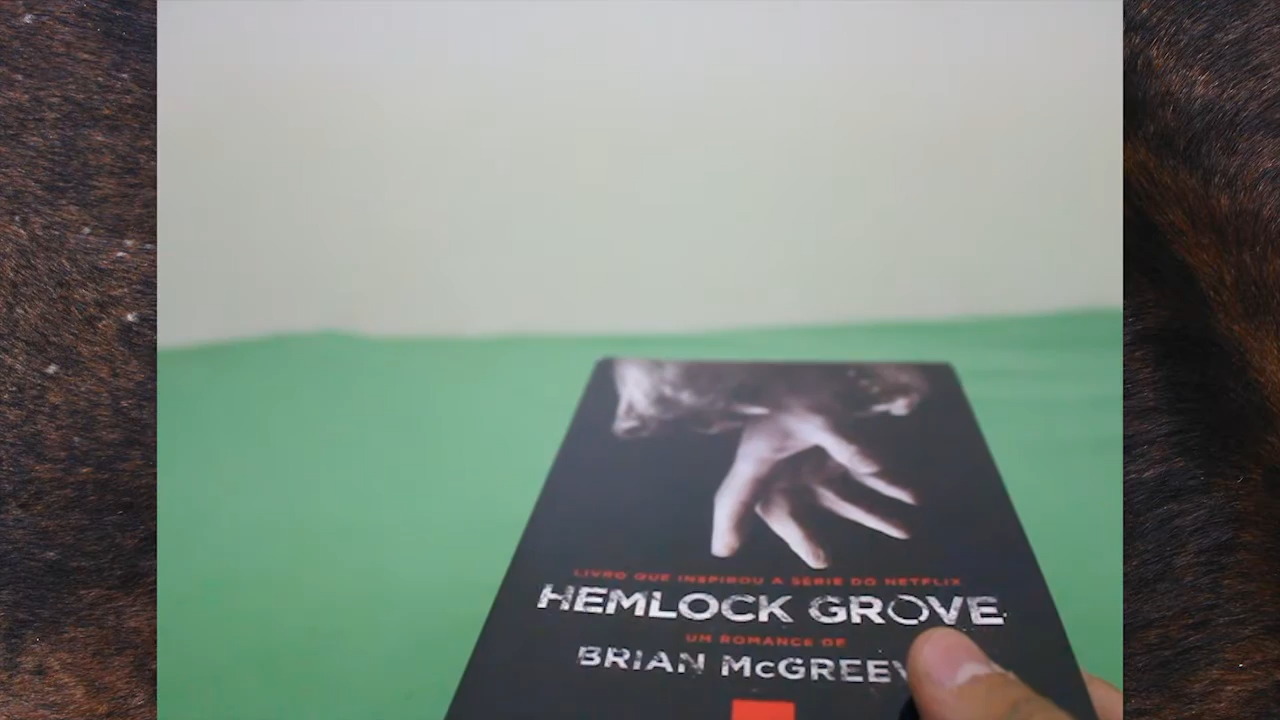 LIVRO QUE INSPIROU A SÉRIE DO NETFLIX
HEMLOCK GROVE
UM ROMANCE DE
BRIAN McGREEV